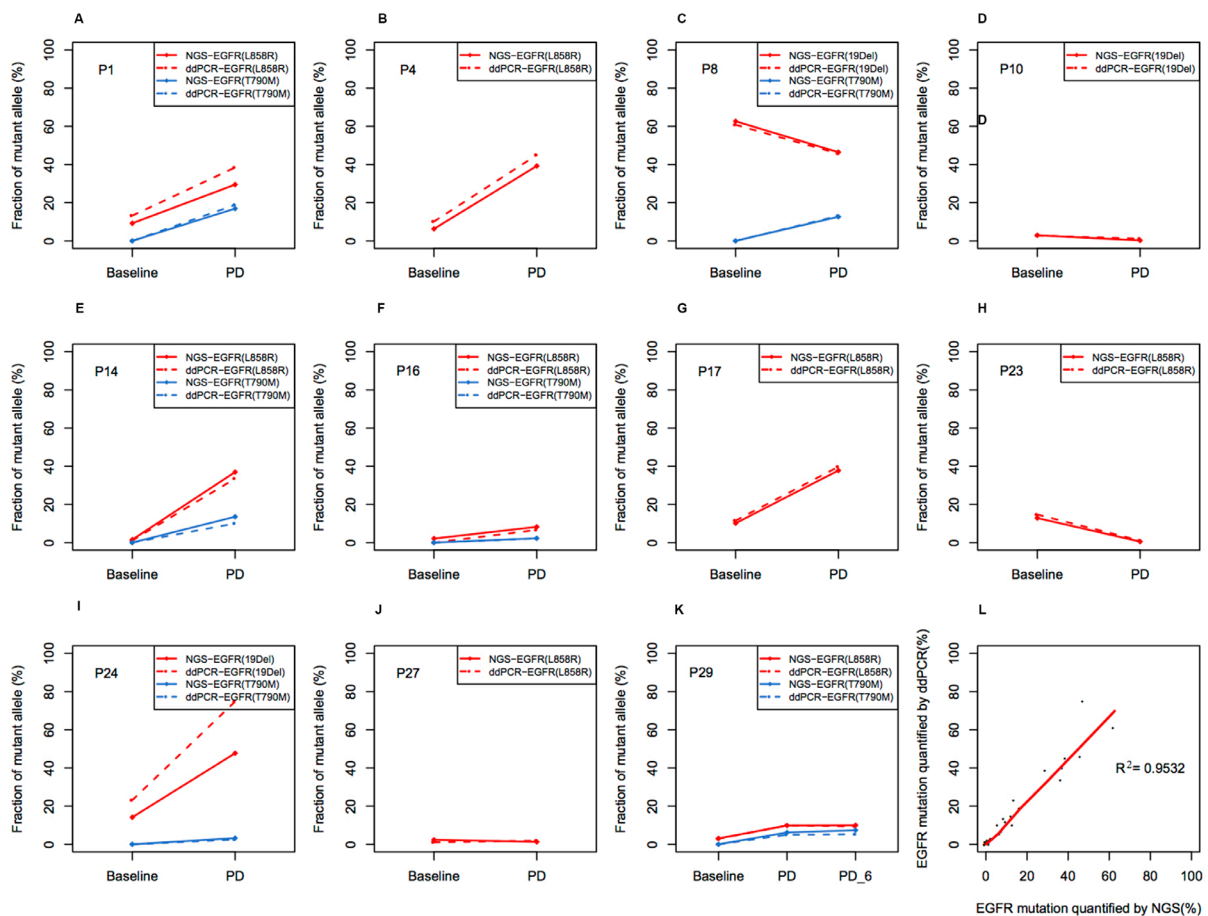 A
Fraction of mutant allele (%)
100
80
60
40
20
0
P1
NGS−EGFR(L858R)
ddPCR−EGFR(L858R)
NGS−EGFR(T790M)
ddPCR−EGFR(T790M)
Baseline PD
B
Fraction of mutant allele (%)
100
80
60
40
20
0
P4
NGS−EGFR(L858R)
ddPCR−EGFR(L858R)
Baseline PD
C
Fraction of mutant allele (%)
100
80
60
40
20
0
P8
NGS−EGFR(19Del)
ddPCR−EGFR(19Del)
NGS−EGFR(T790M)
ddPCR−EGFR(T790M)
Baseline PD
D
Fraction of mutant allele (%)
100
80
60
40
20
0
P10
NGS−EGFR(19Del)
ddPCR−EGFR(19Del)
D
Baseline PD
E
Fraction of mutant allele (%)
100
80
60
40
20
0
P14
NGS−EGFR(L858R)
ddPCR−EGFR(L858R)
NGS−EGFR(T790M)
ddPCR−EGFR(T790M)
Baseline PD
F
Fraction of mutant allele (%)
100
80
60
40
20
0
P16
NGS−EGFR(L858R)
ddPCR−EGFR(L858R)
NGS−EGFR(T790M)
ddPCR−EGFR(T790M)
Baseline PD
G
Fraction of mutant allele (%)
100
80
60
40
20
0
P17
NGS−EGFR(L858R)
ddPCR−EGFR(L858R)
Baseline PD
H
Fraction of mutant allele (%)
100
80
60
40
20
0
P23
NGS−EGFR(L858R)
ddPCR−EGFR(L858R)
Baseline PD
I
Fraction of mutant allele (%)
100
80
60
40
20
0
P24
NGS−EGFR(19Del)
ddPCR−EGFR(19Del)
NGS−EGFR(T790M)
ddPCR−EGFR(T790M)
Baseline PD
J
Fraction of mutant allele (%)
100
80
60
40
20
0
P27
NGS−EGFR(L858R)
ddPCR−EGFR(L858R)
Baseline PD
K
Fraction of mutant allele (%)
100
80
60
40
20
0
P29
NGS−EGFR(L858R)
ddPCR−EGFR(L858R)
NGS−EGFR(T790M)
ddPCR−EGFR(T790M)
Baseline PD PD_6
L
EGFR mutation quantified by ddPCR(%)
100
80
60
40
20
0
R²= 0.9532
0 20 40 60 80 100
EGFR mutation quantified by NGS(%)